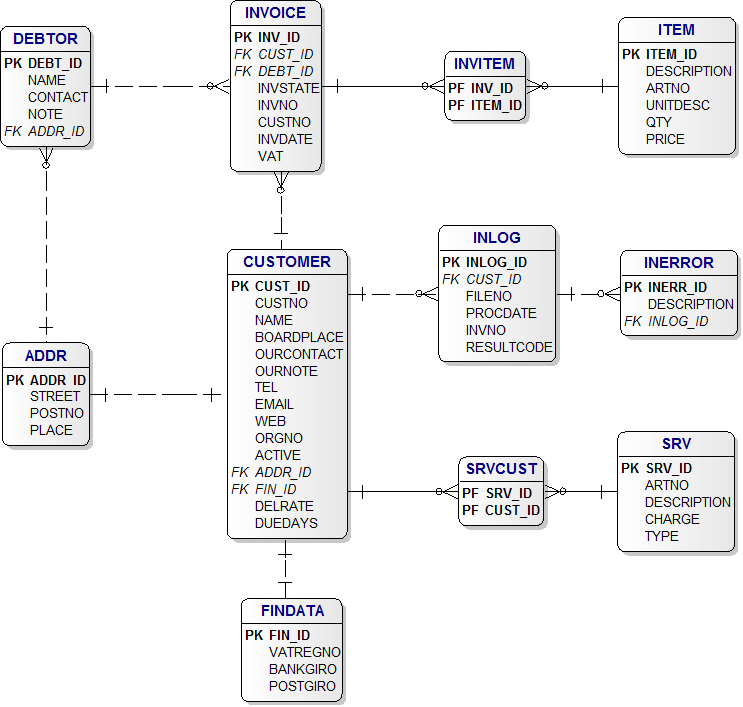 DEBTOR
PK DEBT_ID
NAME
CONTACT
NOTE
FK ADDR_ID
INVOICE
PK INV_ID
FK CUST_ID
FK DEBT_ID
INVSTATE
INVNO
CUSTNO
INVDATE
VAT
INVITEM
PF INV_ID
PF ITEM_ID
ITEM
PK ITEM_ID
DESCRIPTION
ARTNO
UNITDESC
QTY
PRICE
ADDR
PK ADDR_ID
STREET
POSTNO
PLACE
CUSTOMER
PK CUST_ID
CUSTNO
NAME
BOARDPLACE
OURCONTACT
OURNOTE
TEL
EMAIL
WEB
ORGNO
ACTIVE
FK ADDR_ID
FK FIN_ID
DELRATE
DUEDAYS
INLOG
PK INLOG_ID
FK CUST_ID
FILENO
PROCDATE
INVNO
RESULTCODE
INERROR
PK INERR_ID
DESCRIPTION
FK INLOG_ID
SRVCUST
PF SRV_ID
PF CUST_ID
SRV
PK SRV_ID
ARTNO
DESCRIPTION
CHARGE
TYPE
FINDATA
PK FIN_ID
VATREGNO
BANKGIRO
POSTGIRO